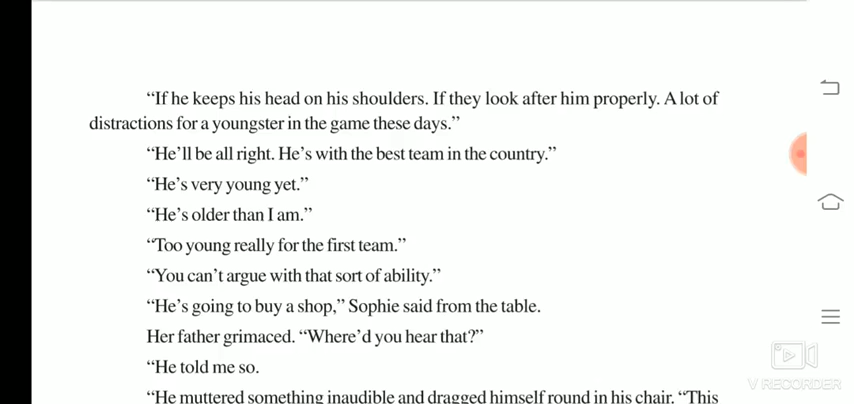 “If he keeps his head on his shoulders. If they look after him properly. A lot of
distractions for a youngster in the game these days.”
“He’ll be all right. He’s with the best team in the country.”
“He’s very young yet.”
“He’s older than I am.”
“Too young really for the first team.”
“You can’t argue with that sort of ability.”
“He’s going to buy a shop,” Sophie said from the table.
Her father grimaced. “Where’d you hear that?”
“He told me so.
“He muttered something inaudible and dragged himself round in his chair. “This
V RECORDER